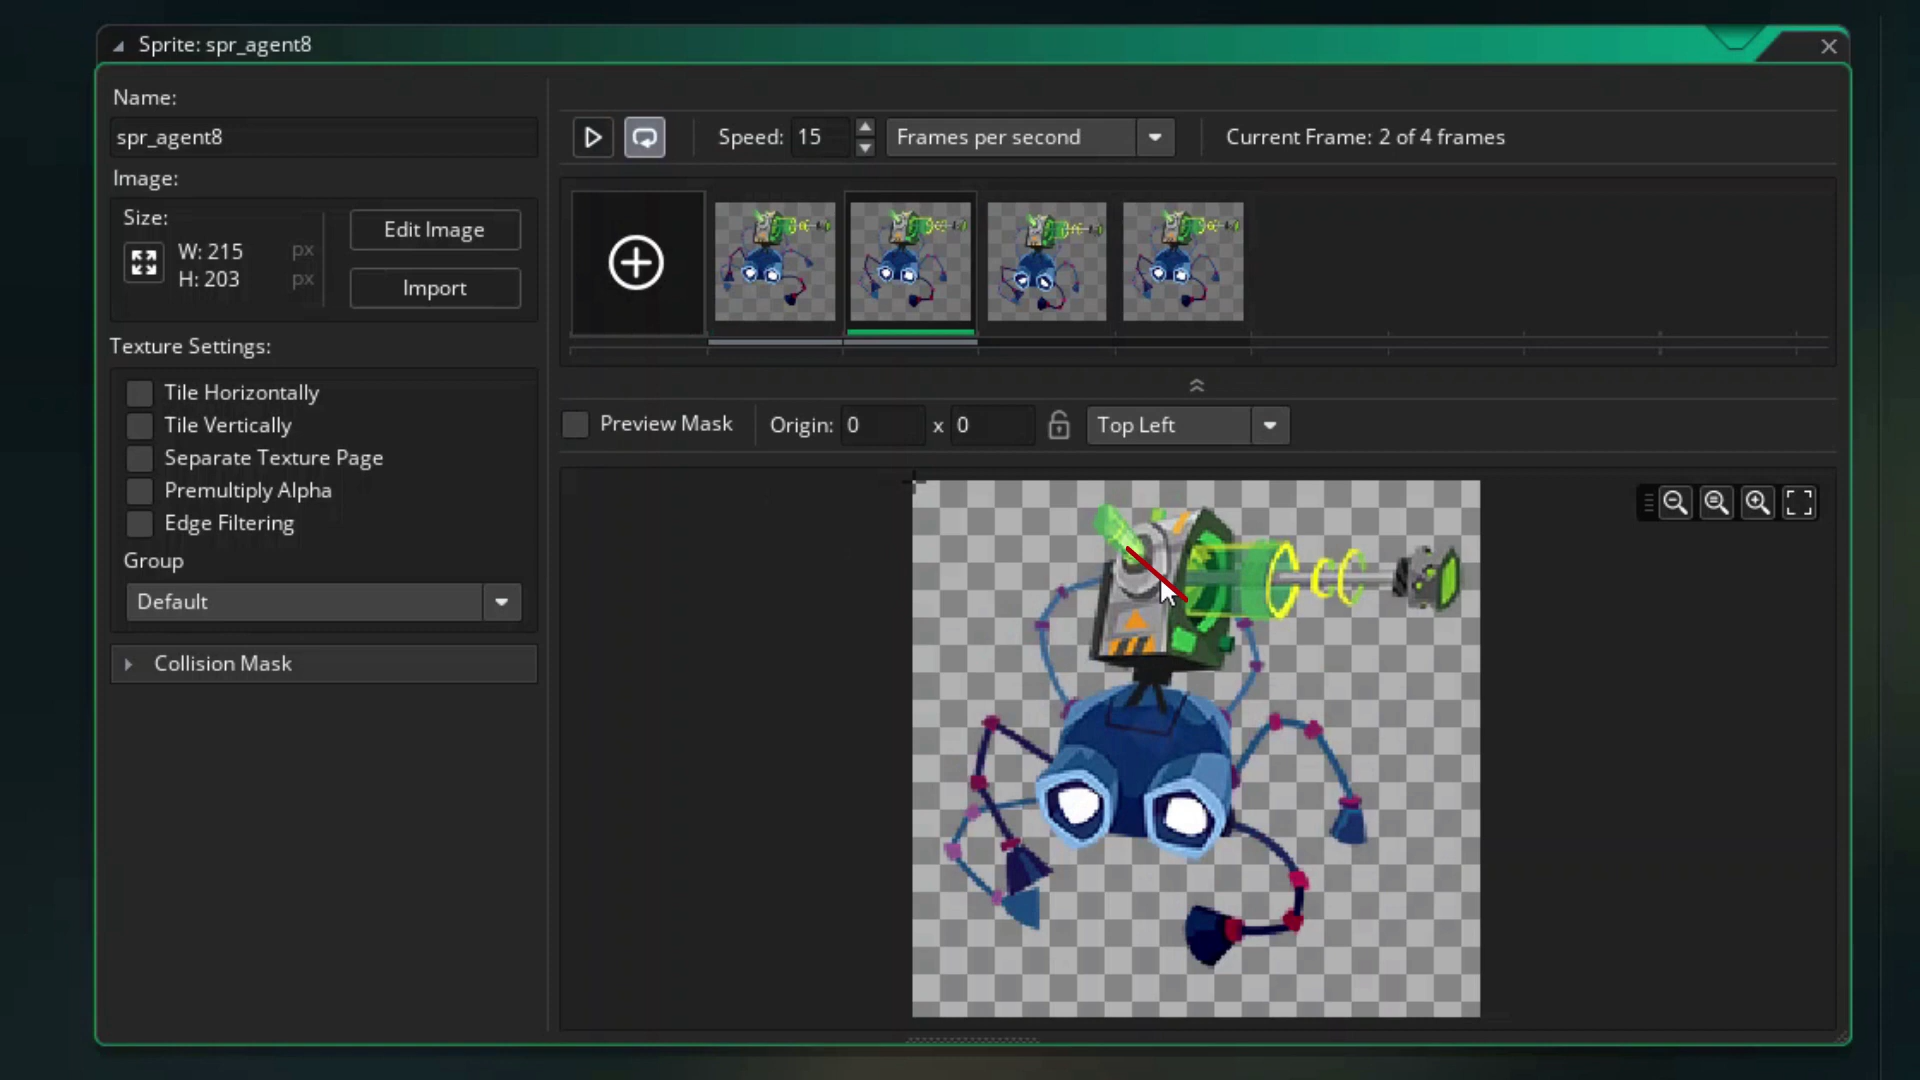 Sprite: spr_agent8
Name:
spr_agent8
Image:
Size:
W: 215 px
H: 203 px
Edit Image
Import
Texture Settings:
Tile Horizontally
Tile Vertically
Separate Texture Page
Premultiply Alpha
Edge Filtering
Group
Default
Collision Mask
Speed: 15 Frames per second Current Frame: 2 of 4 frames
Preview Mask Origin: 0 x 0 Top Left